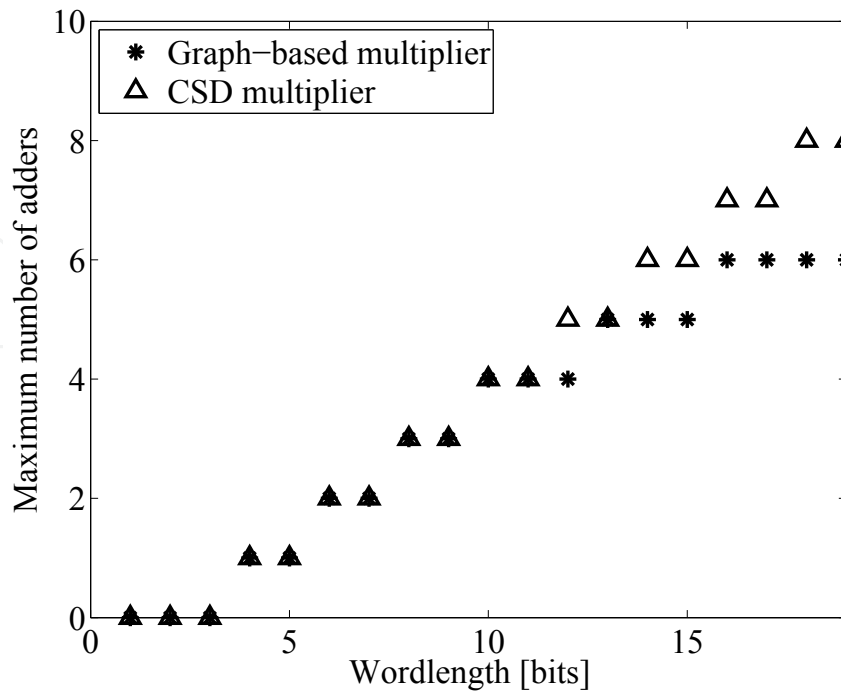 10
Graph−based multiplier
CSD multiplier
8
6
4
2
0
Maximum number of adders
0
5
10
15
Wordlength [bits]